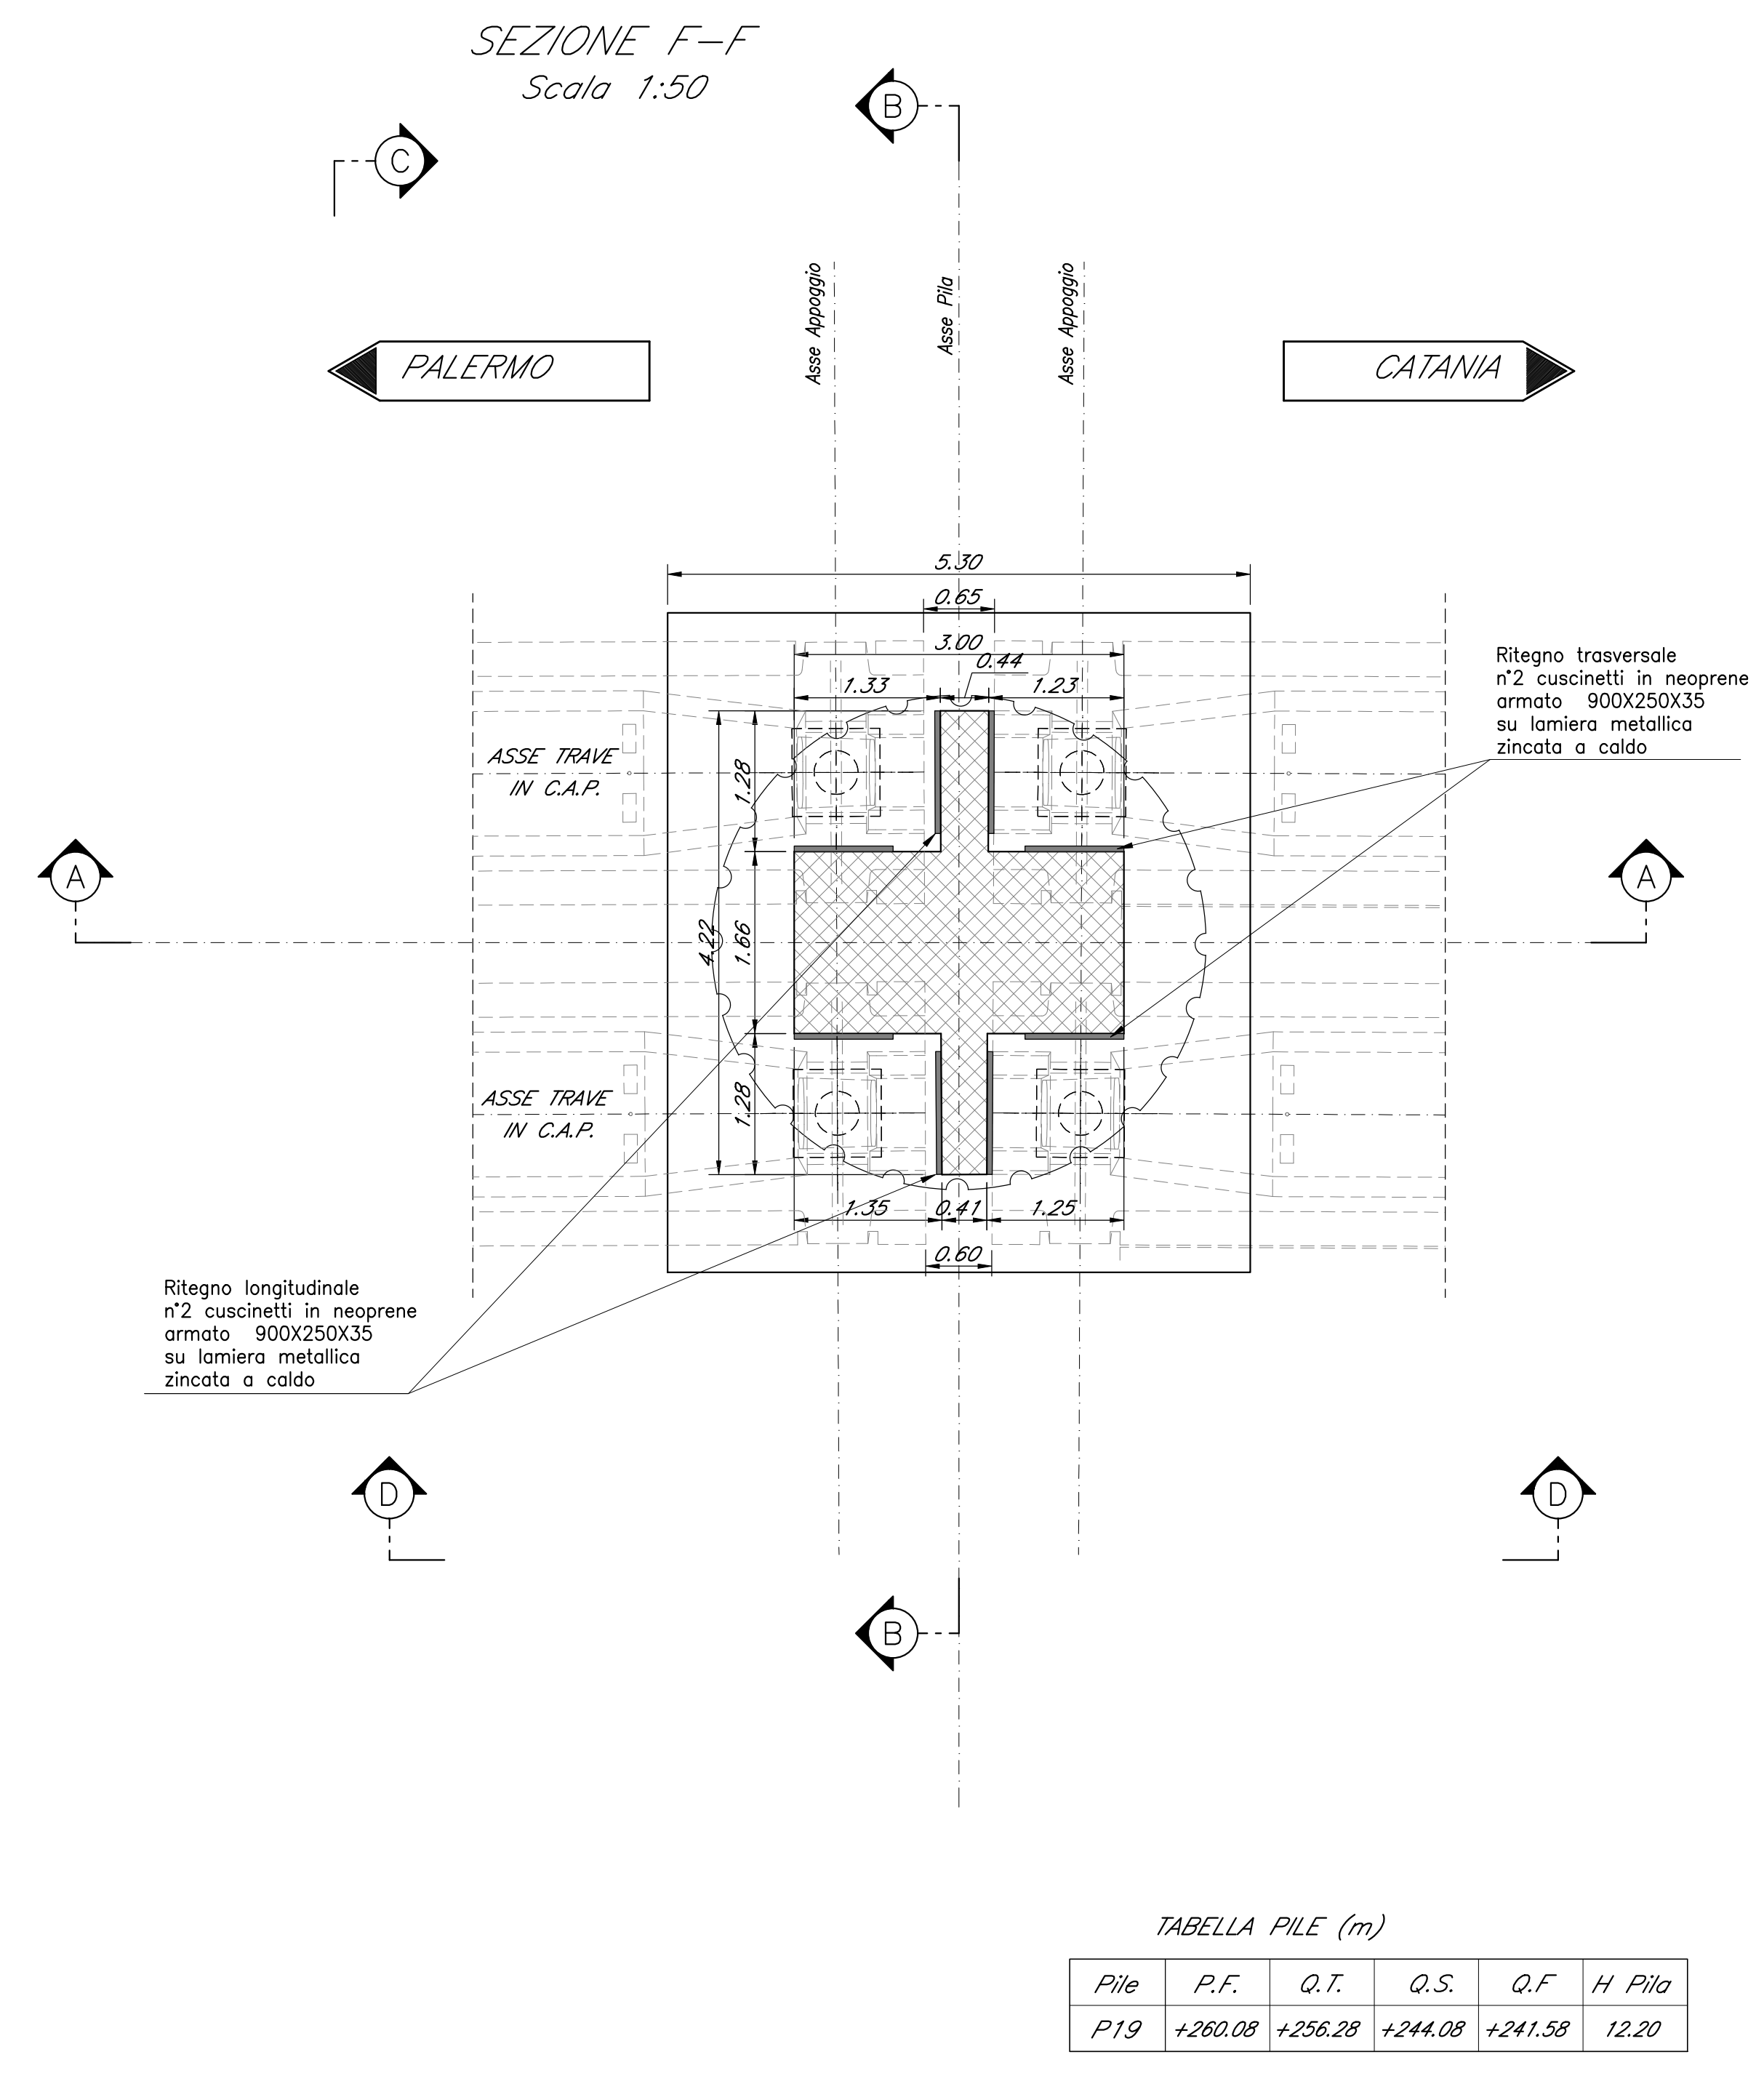 SEZIONE F-F
Scala 1:50
B
C
Asse Appoggio
Asse Pila
Asse Appoggio
PALERMO
CATANIA
5.30
0.65
3.00
0.44
1.33
1.23
Ritegno trasversale
n°2 cuscinetti in neoprene
armato 900X250X35
su lamiera metallica
zincata a caldo
ASSE TRAVE
IN C.A.P.
1.28
A
A
4.22
1.66
1.28
ASSE TRAVE
IN C.A.P.
1.35
0.41
1.25
0.60
Ritegno longitudinale
n°2 cuscinetti in neoprene
armato 900X250X35
su lamiera metallica
zincata a caldo
D
D
B
TABELLA PILE (m)
Pile P.F. Q.T. Q.S. Q.F H Pila
P19 +260.08 +256.28 +244.08 +241.58 12.20